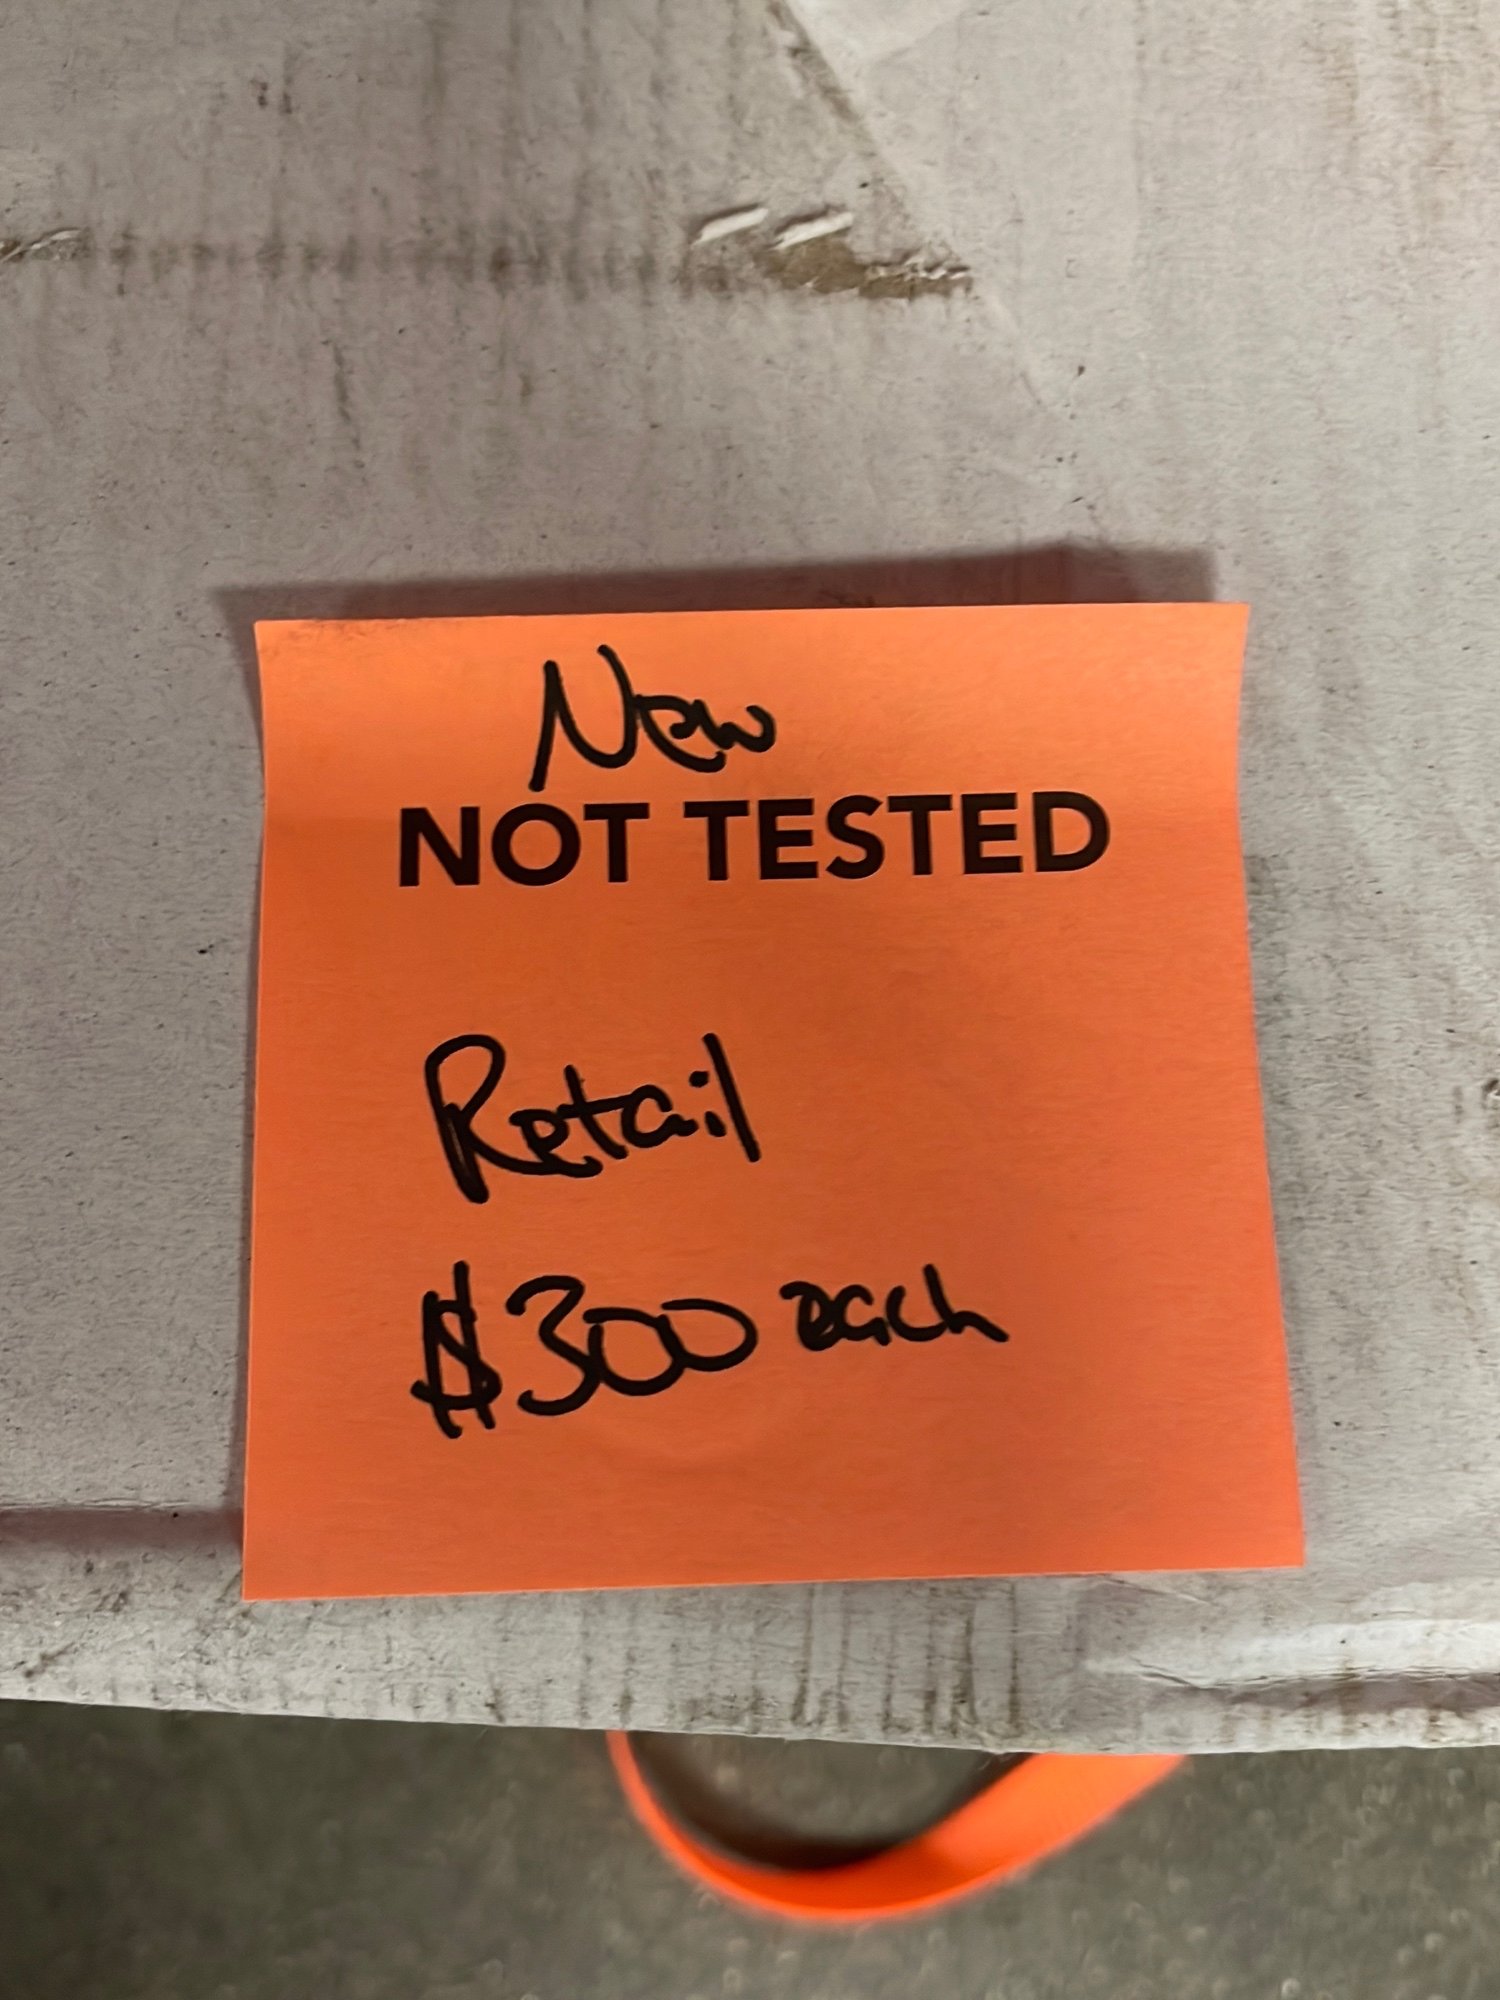 New
NOT TESTED
Retail
$300 each